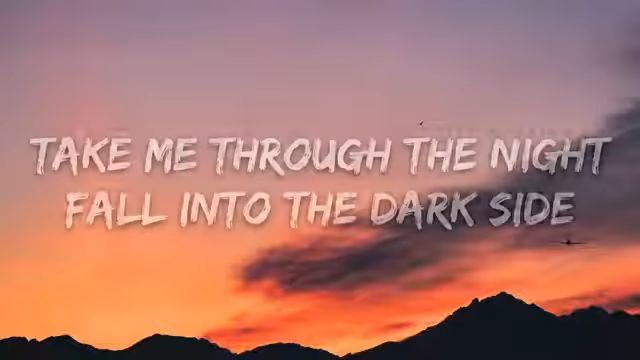 TAKE ME THROUGH THE NIGHT
FALL INTO THE DARK SIDE